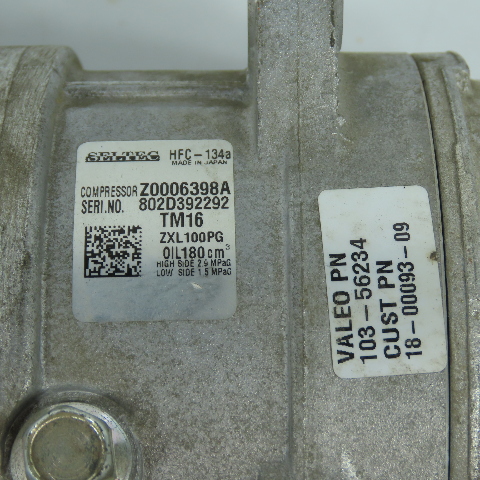 SELTEC HFC-134a
MADE IN JAPAN
COMPRESSOR Z0006398A
SERI.NO. 802D392292
TM16
ZXL100PG
OIL180cm³
HIGH SIDE 2.9 MPaG
LOW SIDE 1.5 MPaG
VALEO PN
103-56234
CUST PN
18-00093-09